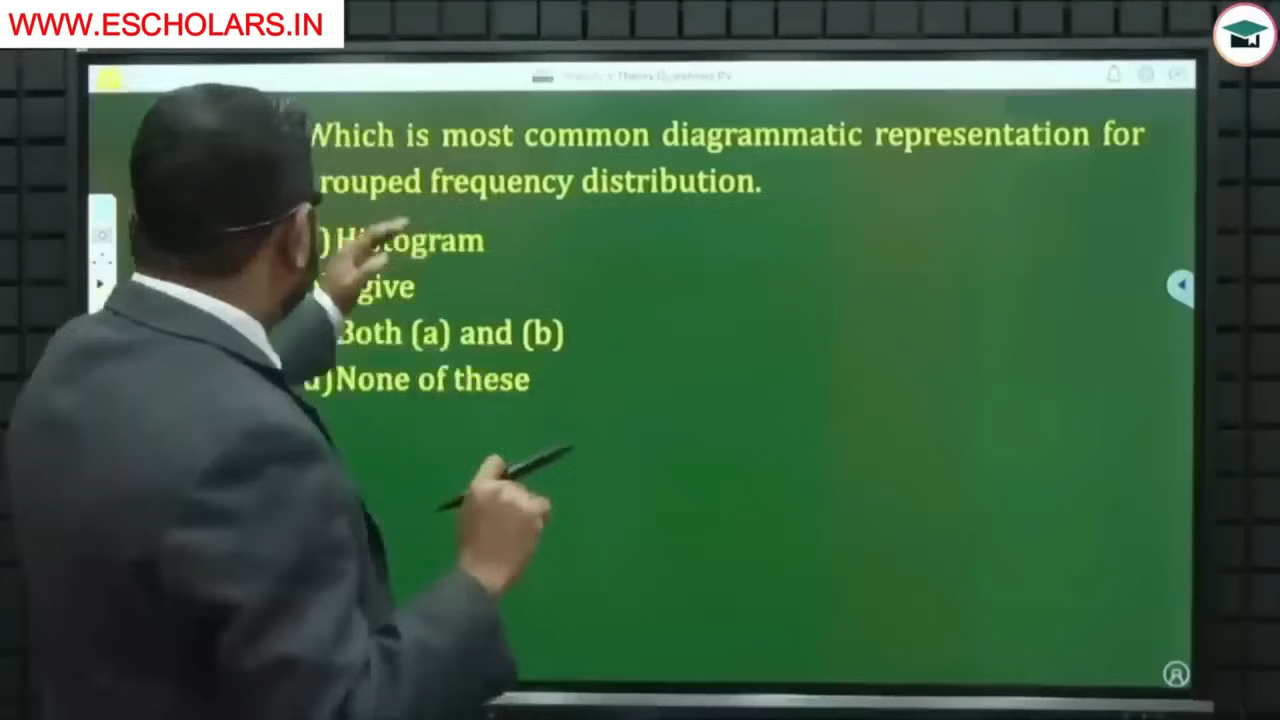 WWW.ESCHOLARS.IN
Which is most common diagrammatic representation for
rouped frequency distribution.
)Histogram
give
Both (a) and (b)
d)None of these